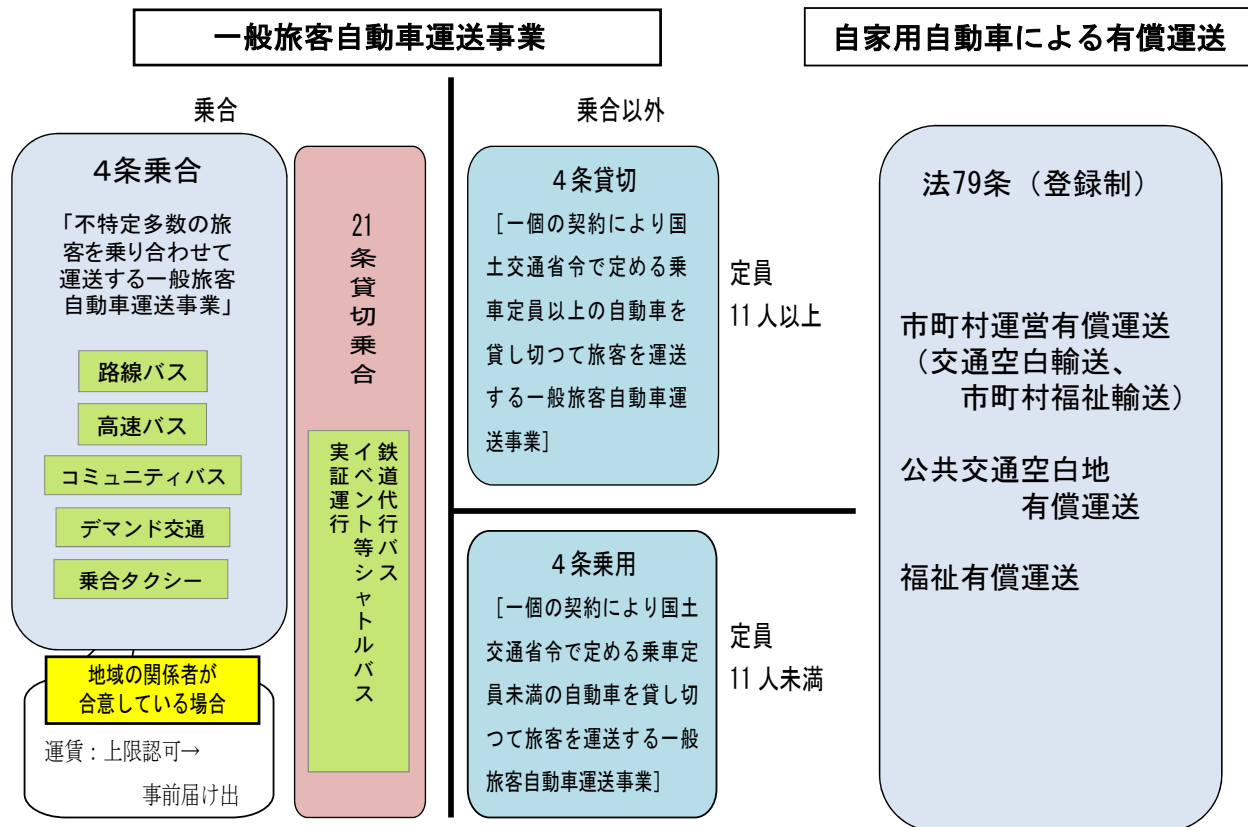 一般旅客自動車運送事業
自家用自動車による有償運送
乗合
乗合以外
4条乗合
「不特定多数の旅
客を乗り合わせて
運送する一般旅客
自動車運送事業」
路線バス
高速バス
コミュニティバス
デマンド交通
乗合タクシー
地域の関係者が
合意している場合
運賃：上限認可→
事前届け出
21条貸切乗合
鉄道代行バス
イベント等シャトルバス
実証運行
4条貸切
［一個の契約により国
土交通省令で定める乗
車定員以上の自動車を
貸し切つて旅客を運送
する一般旅客自動車運
送事業］
定員
11人以上
4条乗用
［一個の契約により国土
交通省令で定める乗車定
員未満の自動車を貸し切
つて旅客を運送する一般
旅客自動車運送事業］
定員
11人未満
法79条（登録制）
市町村運営有償運送
（交通空白輸送、
市町村福祉輸送）
公共交通空白地
有償運送
福祉有償運送